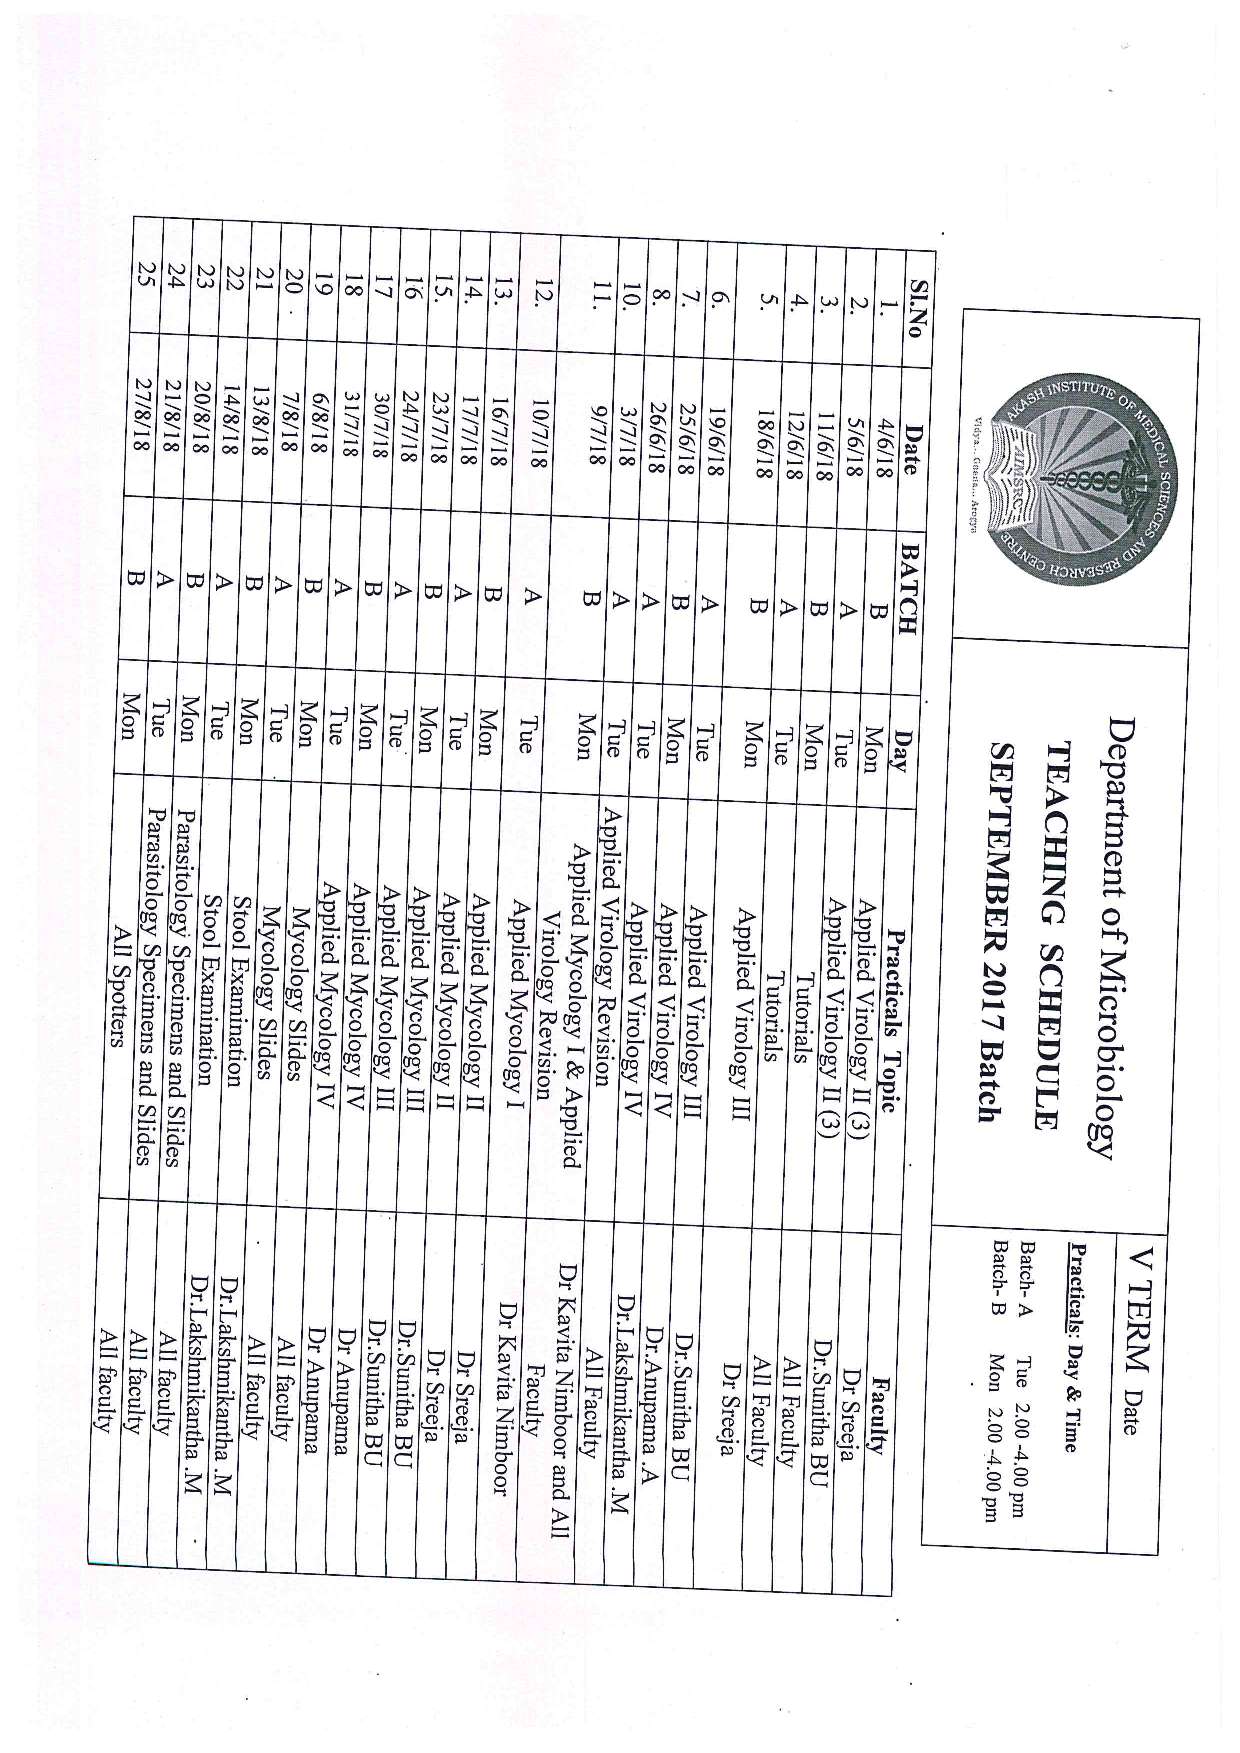 AKASH INSTITUTE OF MEDICAL SCIENCES AND RESEARCH CENTRE
AIMSRC
Vidya... Gnana... Arogya
Department of Microbiology
TEACHING SCHEDULE
SEPTEMBER 2017 Batch
V TERM Date
Practicals: Day & Time
Batch- A Tue 2.00 -4.00 pm
Batch- B Mon 2.00 -4.00 pm
Sl.No Date BATCH Day Practicals Topic Faculty
1. 4/6/18 B Mon Applied Virology II (3) Dr Sreeja
2. 5/6/18 A Tue Applied Virology II (3) Dr.Sunitha BU
3. 11/6/18 B Mon Tutorials All Faculty
4. 12/6/18 A Tue Tutorials All Faculty
5. 18/6/18 B Mon Applied Virology III Dr Sreeja
6. 19/6/18 A Tue Applied Virology III Dr.Sunitha BU
7. 25/6/18 B Mon Applied Virology IV Dr.Anupama .A
8. 26/6/18 A Tue Applied Virology IV Dr.Lakshmikantha .M
10. 3/7/18 A Tue Applied Virology Revision All Faculty
11. 9/7/18 B Mon Applied Mycology I & Applied Dr Kavita Nimboor and All
Virology Revision Faculty
12. 10/7/18 A Tue Applied Mycology I Dr Kavita Nimboor
13. 16/7/18 B Mon Applied Mycology II Dr Sreeja
14. 17/7/18 A Tue Applied Mycology II Dr Sreeja
15. 23/7/18 B Mon Applied Mycology III Dr.Sunitha BU
16 24/7/18 A Tue Applied Mycology III Dr.Sunitha BU
17 30/7/18 B Mon Applied Mycology IV Dr Anupama
18 31/7/18 A Tue Applied Mycology IV Dr Anupama
19 6/8/18 B Mon Mycology Slides All faculty
20 7/8/18 A Tue Mycology Slides All faculty
21 13/8/18 B Mon Stool Examination Dr.Lakshmikantha .M
22 14/8/18 A Tue Stool Examination Dr.Lakshmikantha .M
23 20/8/18 B Mon Parasitology Specimens and Slides All faculty
24 21/8/18 A Tue Parasitology Specimens and Slides All faculty
25 27/8/18 B Mon All Spotters All faculty